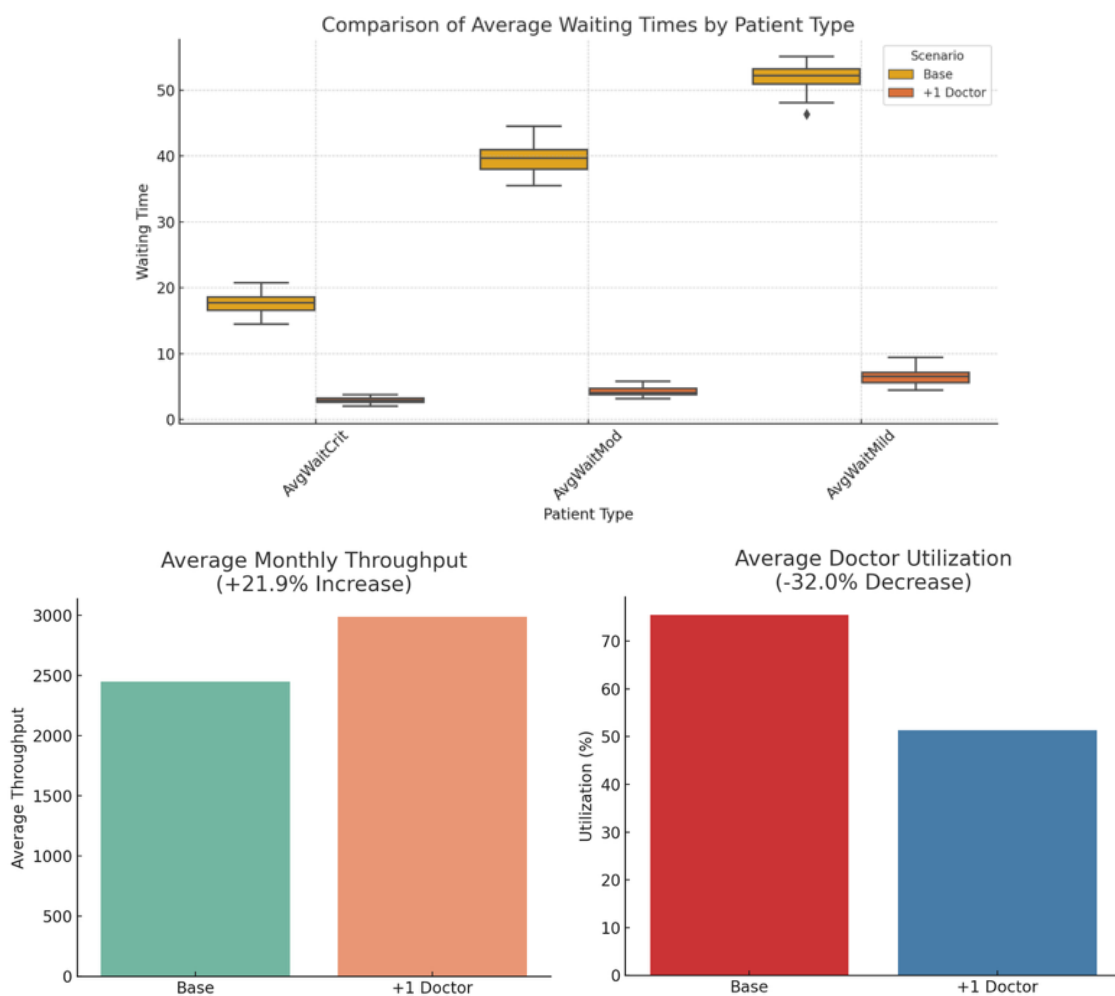 Comparison of Average Waiting Times by Patient Type
Scenario
Base
+1 Doctor
Waiting Time
50
40
30
20
10
0
AvgWaitCrit
AvgWaitMod
AvgWaitMild
Patient Type
Average Monthly Throughput
(+21.9% Increase)
Average Throughput
3000
2500
2000
1500
1000
500
0
Base
+1 Doctor
Average Doctor Utilization
(-32.0% Decrease)
Utilization (%)
70
60
50
40
30
20
10
0
Base
+1 Doctor